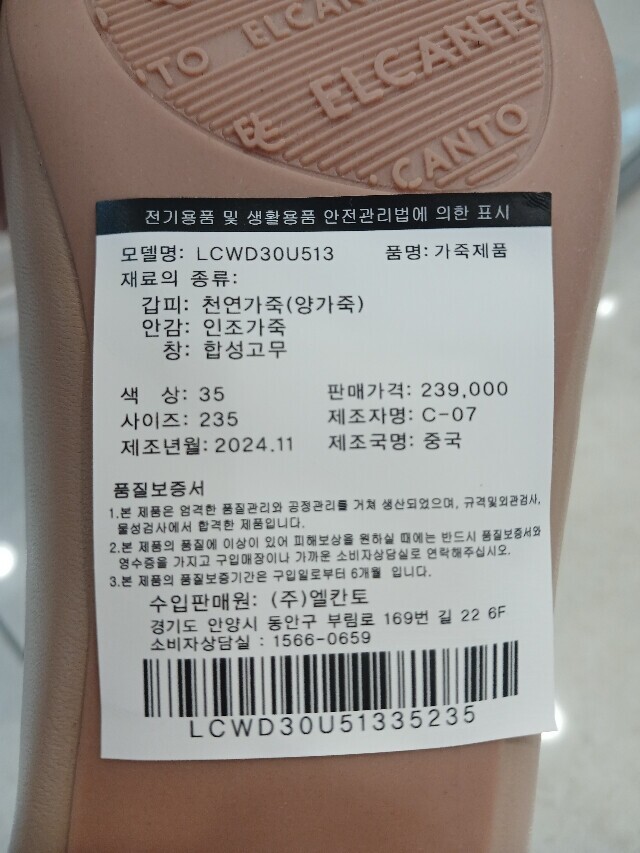 'TO ELCANT
ELCANTO
EC
CANTO
전기용품 및 생활용품 안전관리법에 의한 표시
모델명: LCWD30U513 품명: 가죽제품
재료의 종류:
갑피: 천연가죽(양가죽)
안감: 인조가죽
창: 합성고무
색 상: 35 판매가격: 239,000
사이즈: 235 제조자명: C-07
제조년월: 2024.11 제조국명: 중국
품질보증서
1.본 제품은 엄격한 품질관리와 공정관리를 거쳐 생산되었으며, 규격및외관검사,
물성검사에서 합격한 제품입니다.
2.본 제품의 품질에 이상이 있어 피해보상을 원하실 때에는 반드시 품질보증서와
영수증을 가지고 구입매장이나 가까운 소비자상담실로 연락해주십시오.
3.본 제품의 품질보증기간은 구입일로부터 6개월 입니다.
수입판매원: (주)엘칸토
경기도 안양시 동안구 부림로 169번 길 22 6F
소비자상담실 : 1566-0659
LCWD30U51335235